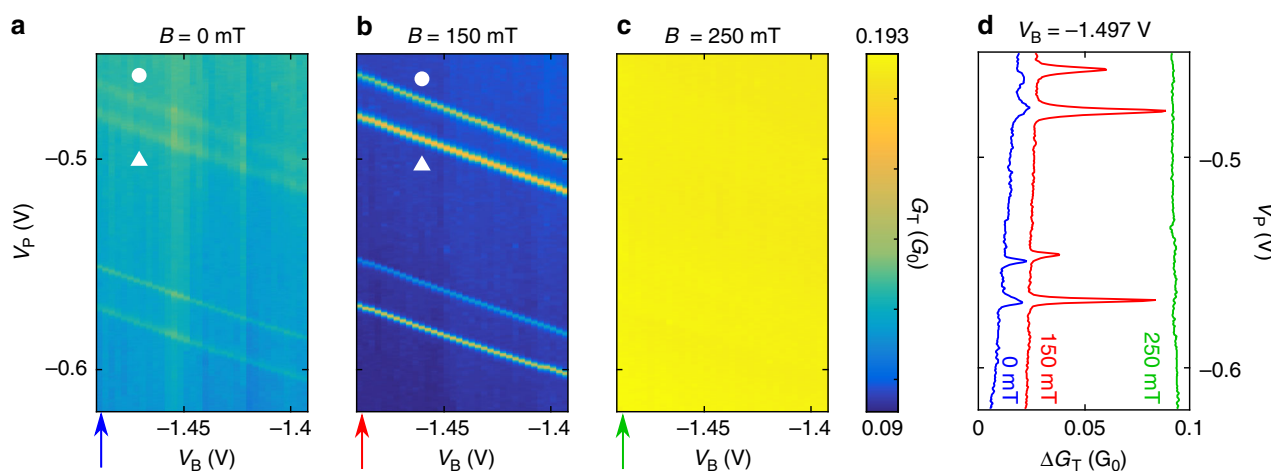 a
B = 0 mT
b
B = 150 mT
c
B = 250 mT
d
V_B = −1.497 V
−0.5
−0.6
V_P (V)
−1.45
−1.4
V_B (V)
−1.45
−1.4
V_B (V)
−1.45
−1.4
V_B (V)
0.193
G_T (G_0)
0.09
0 mT
150 mT
250 mT
−0.5
−0.6
V_P (V)
0
0.05
0.1
ΔG_T (G_0)